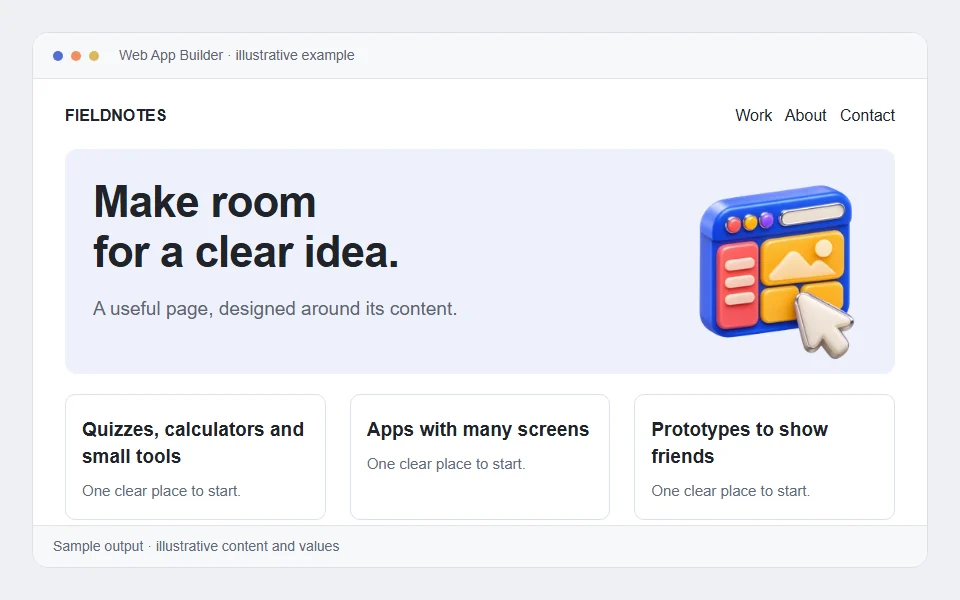 Web App Builder · illustrative example
FIELDNOTES
Work About Contact
Make room
for a clear idea.
A useful page, designed around its content.
Quizzes, calculators and
small tools
One clear place to start.
Apps with many screens
One clear place to start.
Prototypes to show
friends
One clear place to start.
Sample output · illustrative content and values